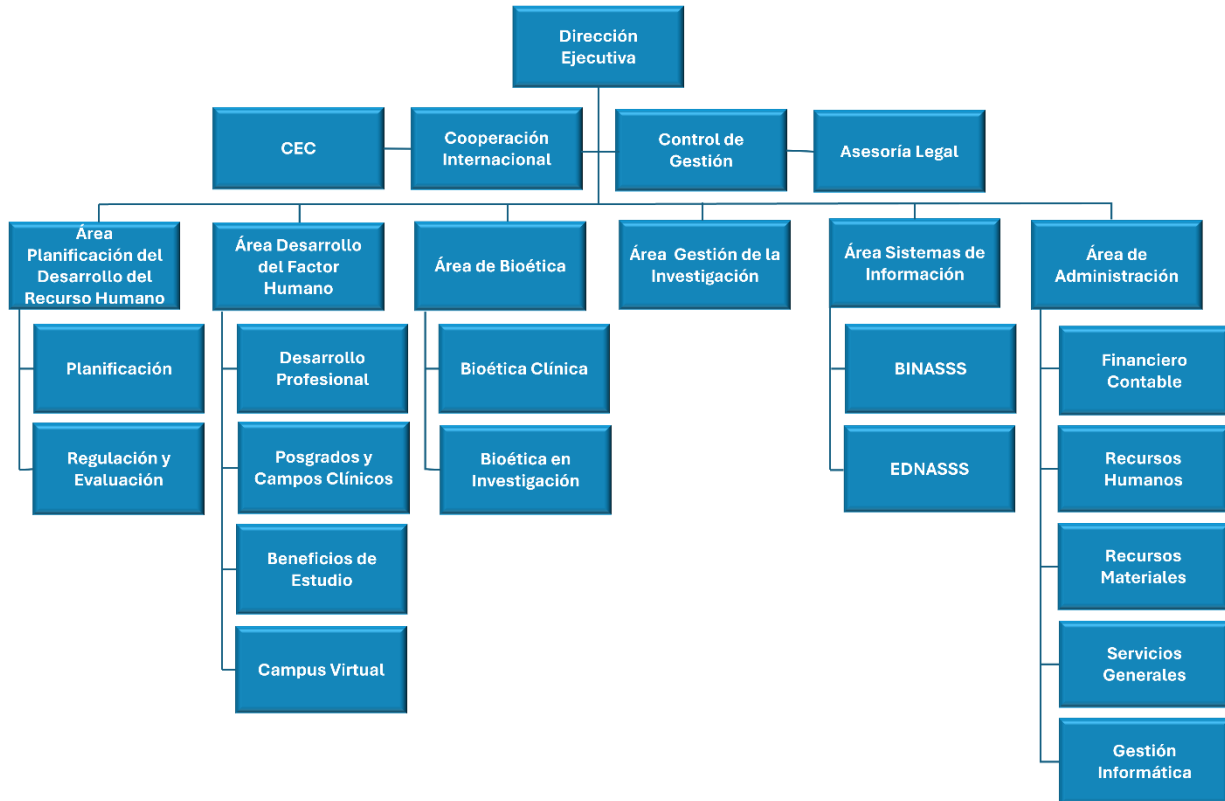 Dirección
Ejecutiva
CEC
Cooperación
Internacional
Control de
Gestión
Asesoría Legal
Área
Planificación del
Desarrollo del
Recurso Humano
Área Desarrollo
del Factor
Humano
Área de Bioética
Área Gestión de la
Investigación
Área Sistemas de
Información
Área de
Administración
Planificación
Regulación y
Evaluación
Desarrollo
Profesional
Posgrados y
Campos Clínicos
Beneficios de
Estudio
Campus Virtual
Bioética Clínica
Bioética en
Investigación
BINASSS
EDNASSS
Financiero
Contable
Recursos
Humanos
Recursos
Materiales
Servicios
Generales
Gestión
Informática